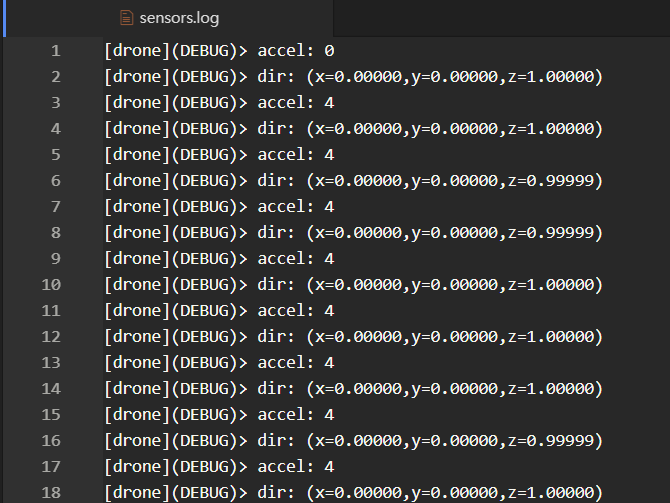 sensors.log
1 [drone](DEBUG)> accel: 0
2 [drone](DEBUG)> dir: (x=0.00000,y=0.00000,z=1.00000)
3 [drone](DEBUG)> accel: 4
4 [drone](DEBUG)> dir: (x=0.00000,y=0.00000,z=1.00000)
5 [drone](DEBUG)> accel: 4
6 [drone](DEBUG)> dir: (x=0.00000,y=0.00000,z=0.99999)
7 [drone](DEBUG)> accel: 4
8 [drone](DEBUG)> dir: (x=0.00000,y=0.00000,z=0.99999)
9 [drone](DEBUG)> accel: 4
10 [drone](DEBUG)> dir: (x=0.00000,y=0.00000,z=1.00000)
11 [drone](DEBUG)> accel: 4
12 [drone](DEBUG)> dir: (x=0.00000,y=0.00000,z=1.00000)
13 [drone](DEBUG)> accel: 4
14 [drone](DEBUG)> dir: (x=0.00000,y=0.00000,z=1.00000)
15 [drone](DEBUG)> accel: 4
16 [drone](DEBUG)> dir: (x=0.00000,y=0.00000,z=0.99999)
17 [drone](DEBUG)> accel: 4
18 [drone](DEBUG)> dir: (x=0.00000,y=0.00000,z=1.00000)